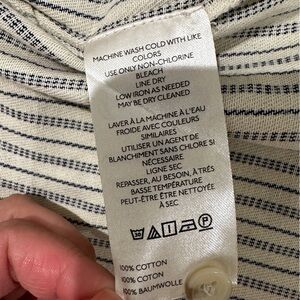 MACHINE WASH COLD WITH LIKE
COLORS
USE ONLY NON-CHLORINE
BLEACH
LINE DRY
LOW IRON AS NEEDED
MAY BE DRY CLEANED
LAVER À LA MACHINE À L'EAU
FROIDE AVEC COULEURS
SIMILAIRES
UTILISER UN AGENT DE
BLANCHIMENT SANS CHLORE SI
NÉCESSAIRE
LIGNE SEC
REPASSER, AU BESOIN, À TRÈS
BASSE TEMPÉRATURE
PEUT-ÊTRE ÊTRE NETTOYÉE
À SEC
100% COTTON
100% COTON
100% BAUMWOLLE